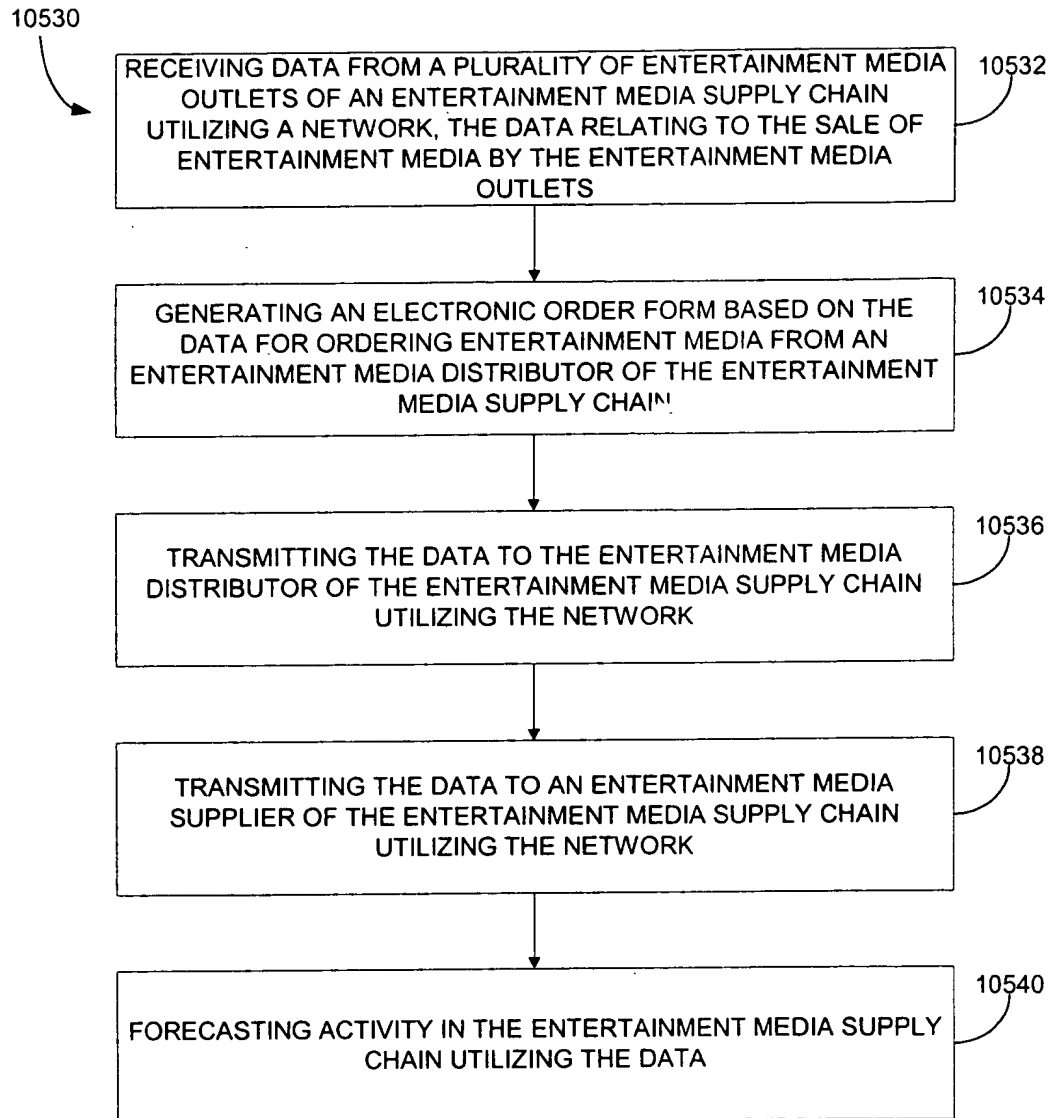 10530
RECEIVING DATA FROM A PLURALITY OF ENTERTAINMENT MEDIA
OUTLETS OF AN ENTERTAINMENT MEDIA SUPPLY CHAIN
UTILIZING A NETWORK, THE DATA RELATING TO THE SALE OF
ENTERTAINMENT MEDIA BY THE ENTERTAINMENT MEDIA
OUTLETS
10532
GENERATING AN ELECTRONIC ORDER FORM BASED ON THE
DATA FOR ORDERING ENTERTAINMENT MEDIA FROM AN
ENTERTAINMENT MEDIA DISTRIBUTOR OF THE ENTERTAINMENT
MEDIA SUPPLY CHAIN
10534
TRANSMITTING THE DATA TO THE ENTERTAINMENT MEDIA
DISTRIBUTOR OF THE ENTERTAINMENT MEDIA SUPPLY CHAIN
UTILIZING THE NETWORK
10536
TRANSMITTING THE DATA TO AN ENTERTAINMENT MEDIA
SUPPLIER OF THE ENTERTAINMENT MEDIA SUPPLY CHAIN
UTILIZING THE NETWORK
10538
FORECASTING ACTIVITY IN THE ENTERTAINMENT MEDIA SUPPLY
CHAIN UTILIZING THE DATA
10540